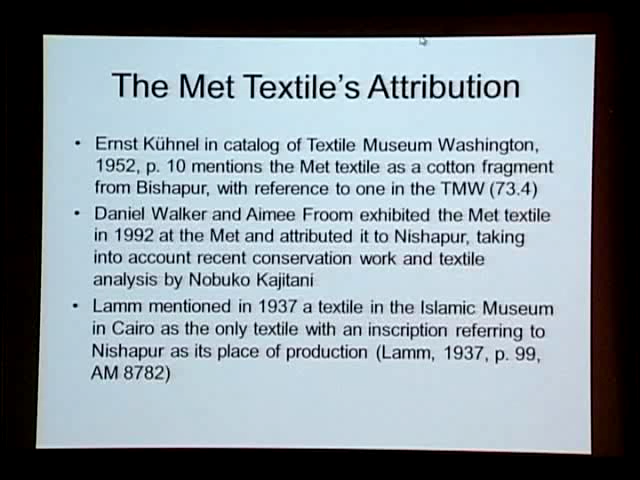 The Met Textile's Attribution
• Ernst Kühnel in catalog of Textile Museum Washington,
1952, p. 10 mentions the Met textile as a cotton fragment
from Bishapur, with reference to one in the TMW (73.4)
• Daniel Walker and Aimee Froom exhibited the Met textile
in 1992 at the Met and attributed it to Nishapur, taking
into account recent conservation work and textile
analysis by Nobuko Kajitani
• Lamm mentioned in 1937 a textile in the Islamic Museum
in Cairo as the only textile with an inscription referring to
Nishapur as its place of production (Lamm, 1937, p. 99,
AM 8782)